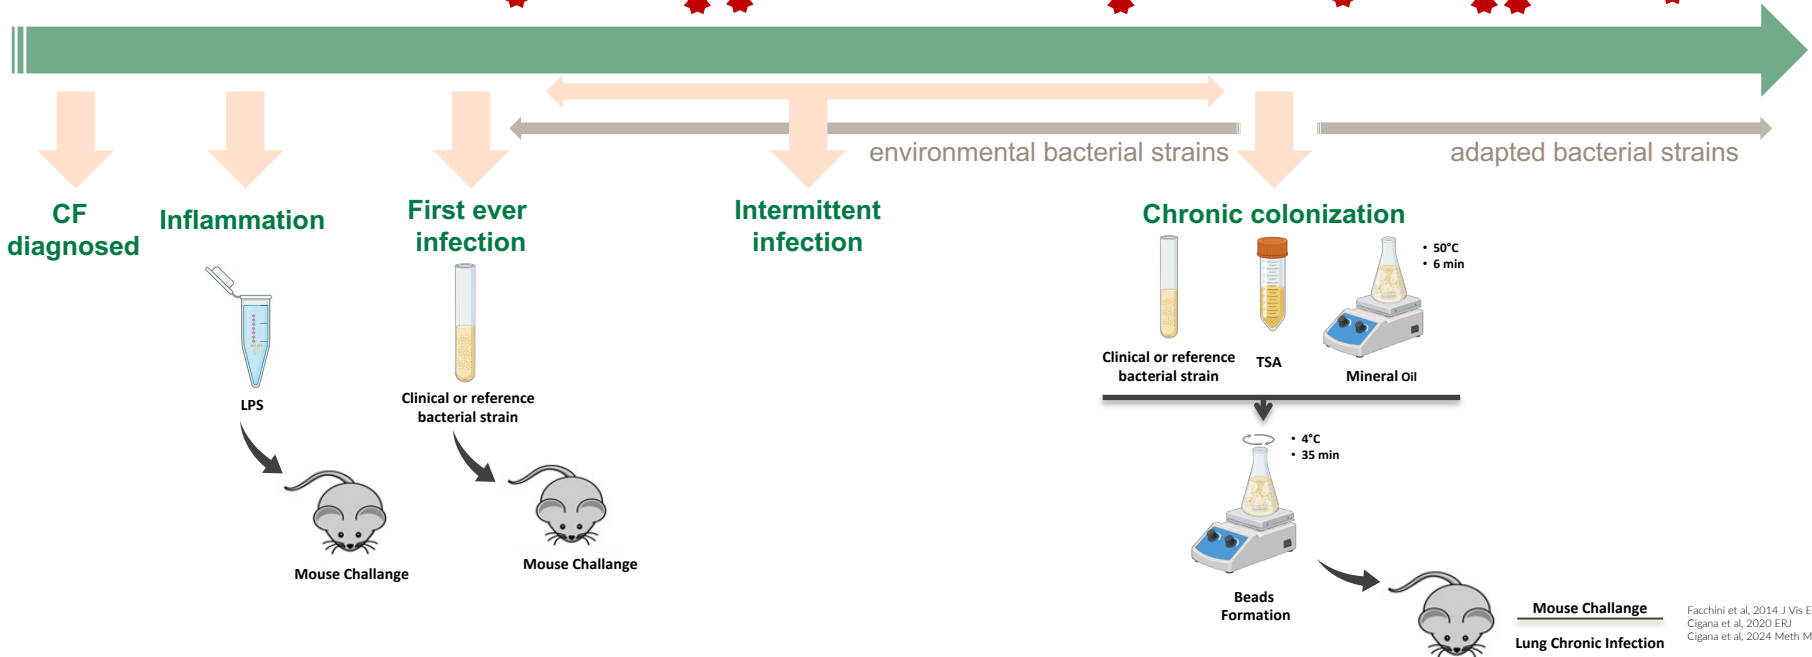 environmental bacterial strains
adapted bacterial strains
CF
diagnosed
Inflammation
First ever
infection
Intermittent
infection
Chronic colonization
LPS
Mouse Challange
Clinical or reference
bacterial strain
Mouse Challange
Clinical or reference
bacterial strain
TSA
• 50°C
• 6 min
Mineral Oil
• 4°C
• 35 min
Beads
Formation
Mouse Challange
Lung Chronic Infection
Facchini et al, 2014 J Vis E
Cigana et al, 2020 ERJ
Cigana et al, 2024 Meth M